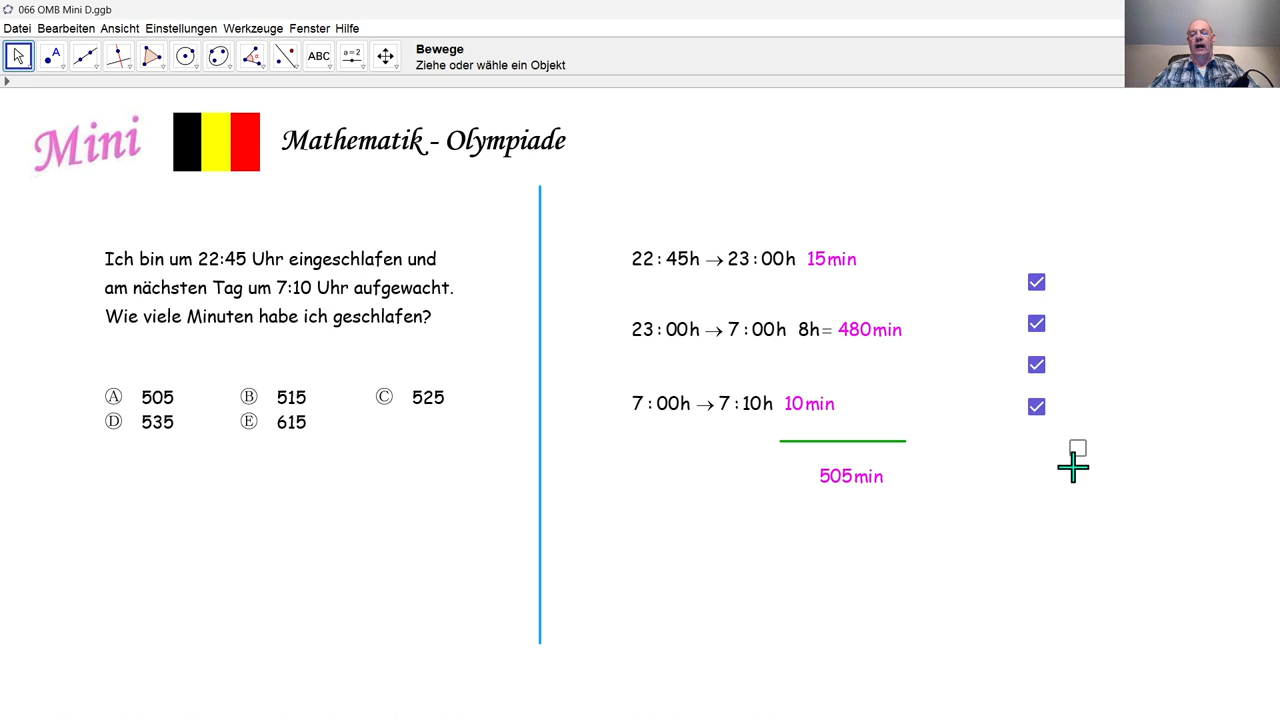 066 OMB Mini D.ggb
Datei Bearbeiten Ansicht Einstellungen Werkzeuge Fenster Hilfe
A ABC a=2
Bewege
Ziehe oder wähle ein Objekt
Mini
Mathematik - Olympiade
Ich bin um 22:45 Uhr eingeschlafen und
am nächsten Tag um 7:10 Uhr aufgewacht.
Wie viele Minuten habe ich geschlafen?
Ⓐ 505 Ⓑ 515 Ⓒ 525
Ⓓ 535 Ⓔ 615
22:45h → 23:00h 15min
23:00h → 7:00h 8h = 480min
7:00h → 7:10h 10min
505min